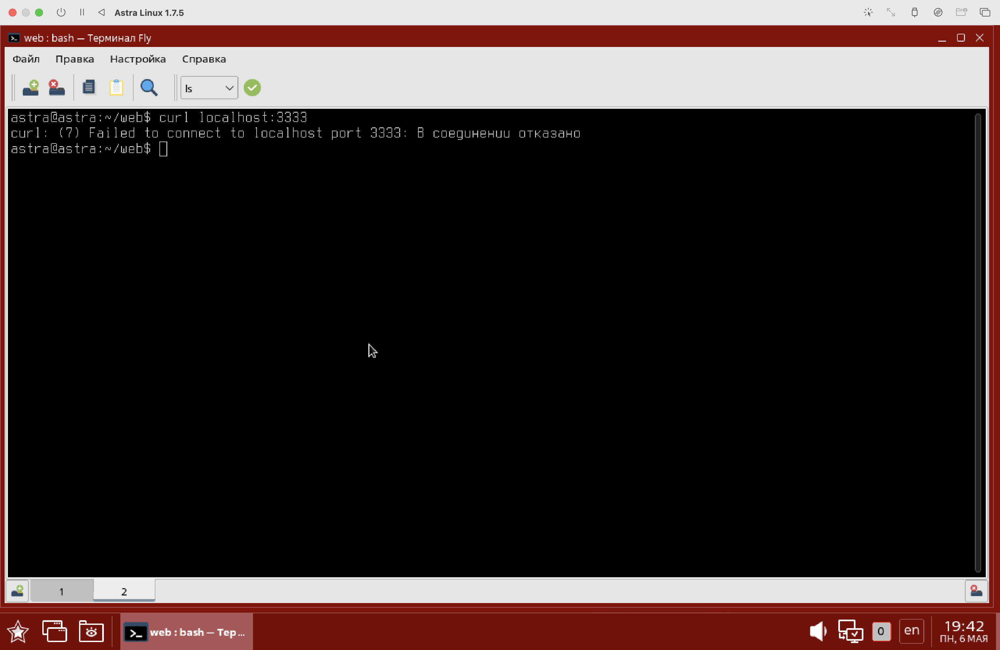 Astra Linux 1.7.5
web : bash — Терминал Fly
Файл Правка Настройка Справка
ls
astra@astra:~/web$ curl localhost:3333
curl: (7) Failed to connect to localhost port 3333: В соединении отказано
astra@astra:~/web$
1 2
web : bash — Тер...
0 en
19:42
ПН, 6 МАЯ